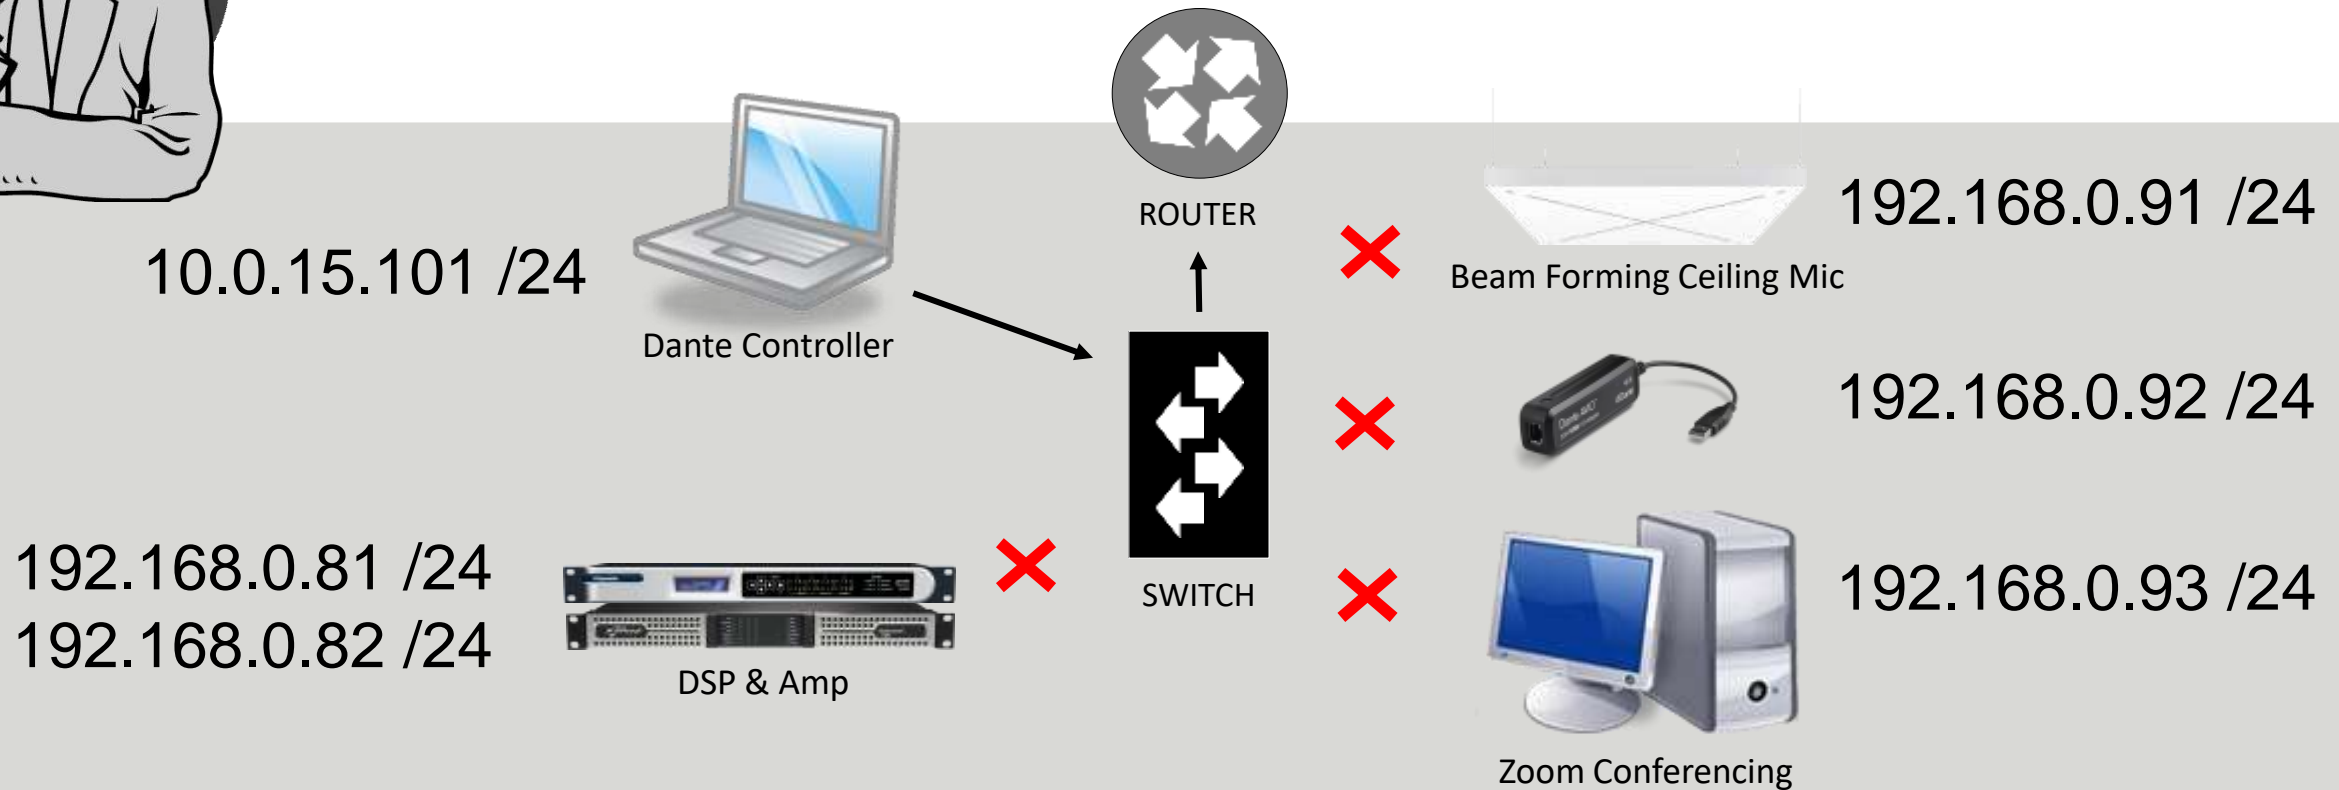 ROUTER
192.168.0.91 /24
10.0.15.101 /24
Beam Forming Ceiling Mic
Dante Controller
192.168.0.92 /24
192.168.0.81 /24
192.168.0.82 /24
SWITCH
192.168.0.93 /24
DSP & Amp
Zoom Conferencing